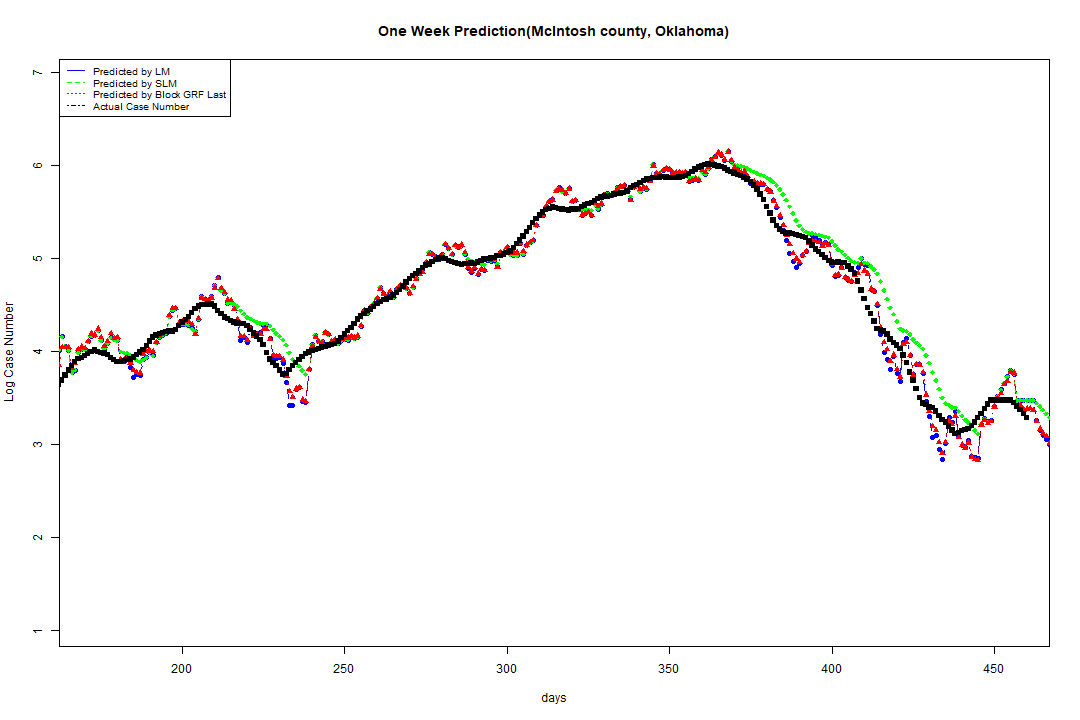 One Week Prediction(McIntosh county, Oklahoma)
Predicted by LM
Predicted by SLM
Predicted by Block GRF Last
Actual Case Number
7
6
5
4
3
2
1
Log Case Number
200 250 300 350 400 450
days